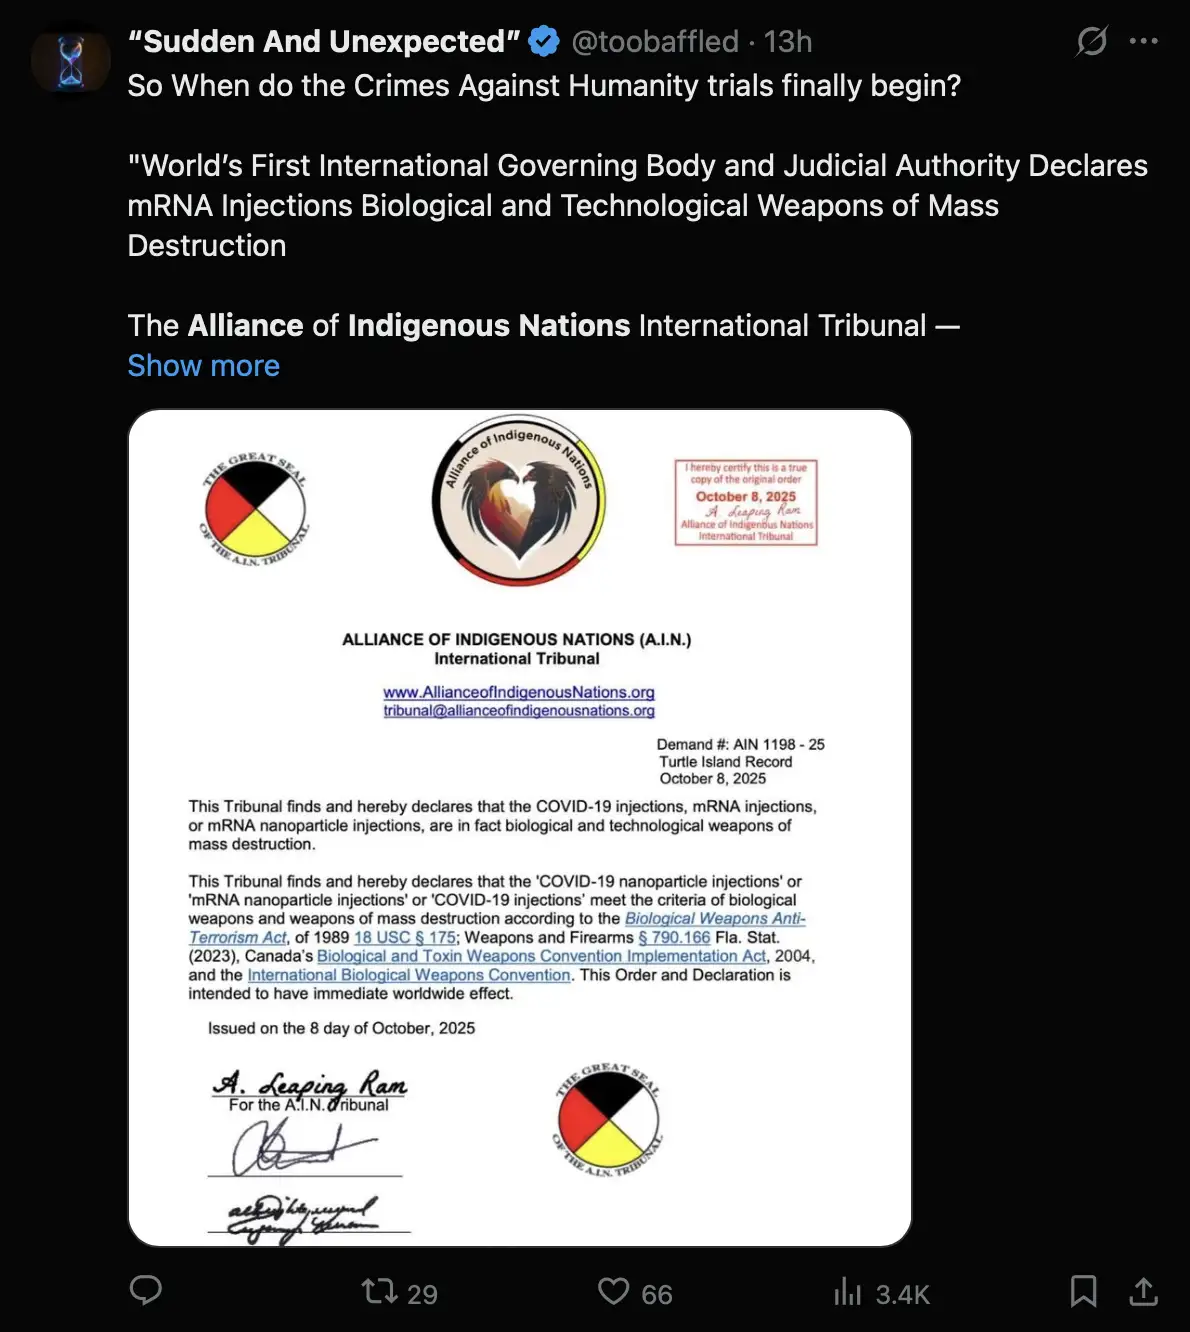 “Sudden And Unexpected” @toobaffled · 13h
So When do the Crimes Against Humanity trials finally begin?
"World’s First International Governing Body and Judicial Authority Declares
mRNA Injections Biological and Technological Weapons of Mass
Destruction
The Alliance of Indigenous Nations International Tribunal —
Show more
THE GREAT SEAL
OF THE A.I.N. TRIBUNAL
Alliance of Indigenous Nations
I hereby certify this is a true
copy of the original order
October 8, 2025
A. Leaping Ram
Alliance of Indigenous Nations
International Tribunal
ALLIANCE OF INDIGENOUS NATIONS (A.I.N.)
International Tribunal
www.AllianceofIndigenousNations.org
tribunal@allianceofindigenousnations.org
Demand #: AIN 1198 - 25
Turtle Island Record
October 8, 2025
This Tribunal finds and hereby declares that the COVID-19 injections, mRNA injections,
or mRNA nanoparticle injections, are in fact biological and technological weapons of
mass destruction.
This Tribunal finds and hereby declares that the 'COVID-19 nanoparticle injections' or
'mRNA nanoparticle injections' or 'COVID-19 injections' meet the criteria of biological
weapons and weapons of mass destruction according to the Biological Weapons Anti-
Terrorism Act, of 1989 18 USC § 175; Weapons and Firearms § 790.166 Fla. Stat.
(2023), Canada's Biological and Toxin Weapons Convention Implementation Act, 2004,
and the International Biological Weapons Convention. This Order and Declaration is
intended to have immediate worldwide effect.
Issued on the 8 day of October, 2025
A. Leaping Ram
For the A.I.N. Tribunal
THE GREAT SEAL
OF THE A.I.N. TRIBUNAL
29
66
3.4K